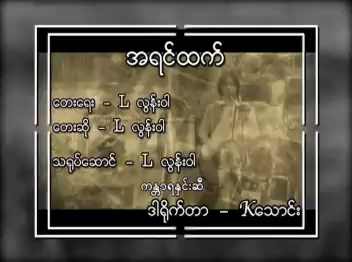 အရင်ထက်
တေးရေး - L လွန်းဝါ
တေးဆို - L လွန်းဝါ
သရုပ်ဆောင် - L လွန်းဝါ
ကန္တာရနှင်းဆီ
ဒါရိုက်တာ - Kသောင်း